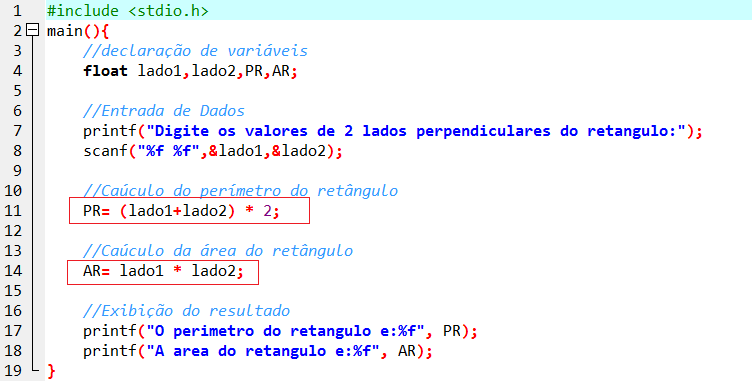 1 #include <stdio.h>
2 main(){
3 //declaração de variáveis
4 float lado1,lado2,PR,AR;
5
6 //Entrada de Dados
7 printf("Digite os valores de 2 lados perpendiculares do retangulo:");
8 scanf("%f %f",&lado1,&lado2);
9
10 //Caúculo do perímetro do retângulo
11 PR= (lado1+lado2) * 2;
12
13 //Caúculo da área do retângulo
14 AR= lado1 * lado2;
15
16 //Exibição do resultado
17 printf("O perimetro do retangulo e:%f", PR);
18 printf("A area do retangulo e:%f", AR);
19 }